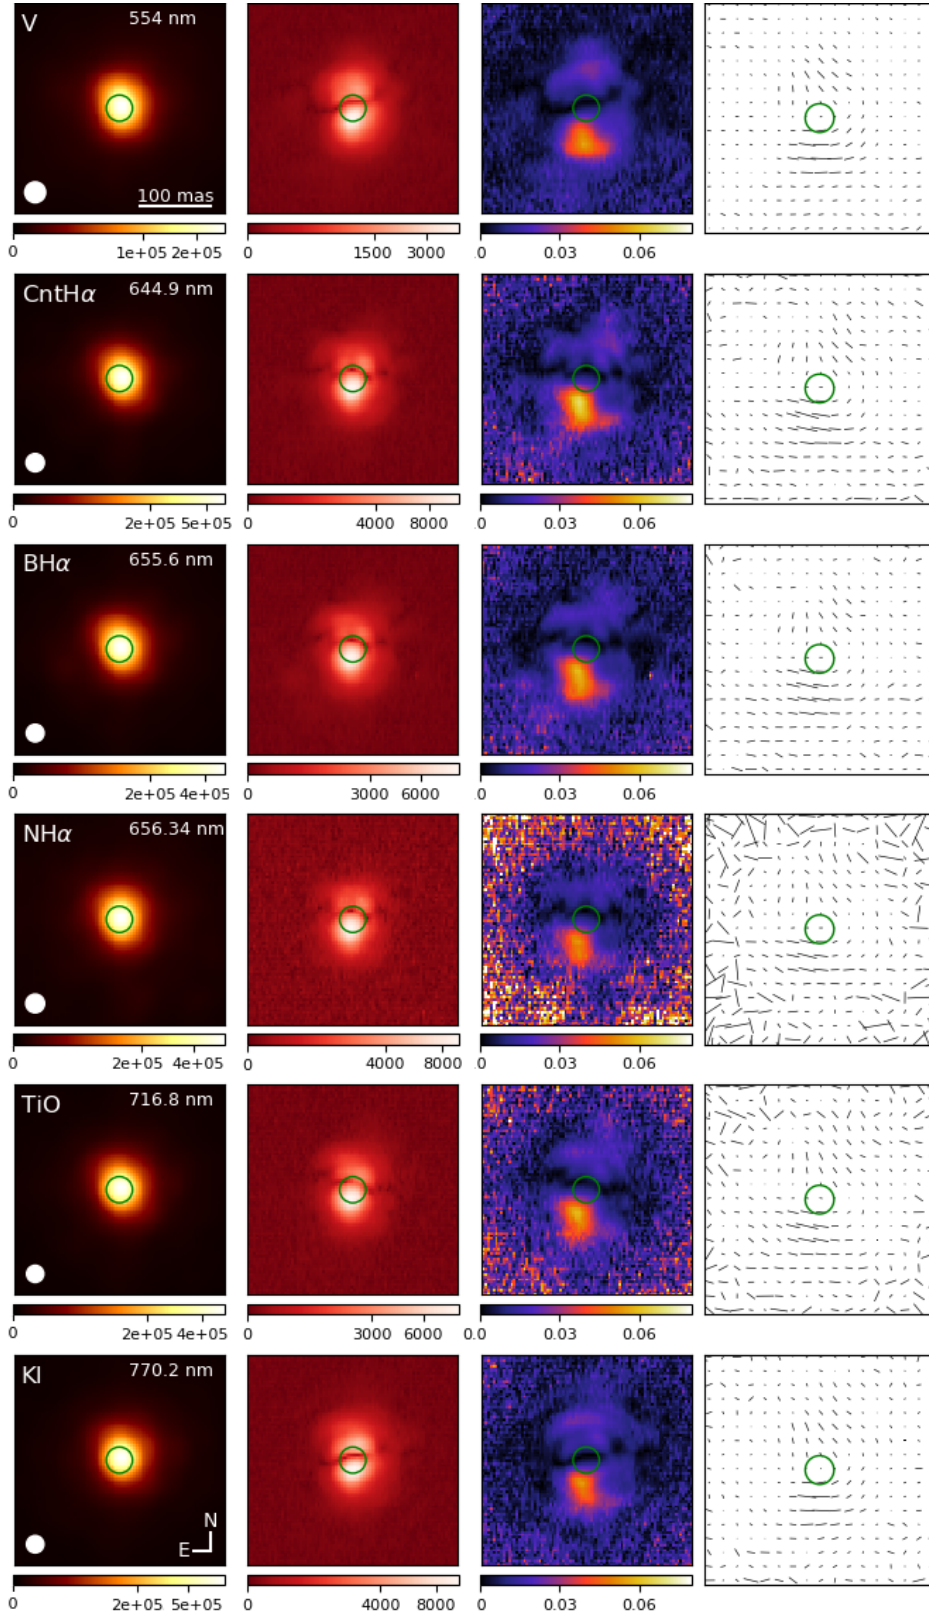 V 554 nm
100 mas
0 1e+05 2e+05 0 1500 3000 .0 0.03 0.06
CntHα 644.9 nm
0 2e+05 5e+05 0 4000 8000 .0 0.03 0.06
BHα 655.6 nm
0 2e+05 4e+05 0 3000 6000 .0 0.03 0.06
NHα 656.34 nm
0 2e+05 4e+05 0 4000 8000 .0 0.03 0.06
TiO 716.8 nm
0 2e+05 4e+05 0 3000 6000 0.0 0.03 0.06
KI 770.2 nm
N
E
0 2e+05 5e+05 0 4000 8000 .0 0.03 0.06